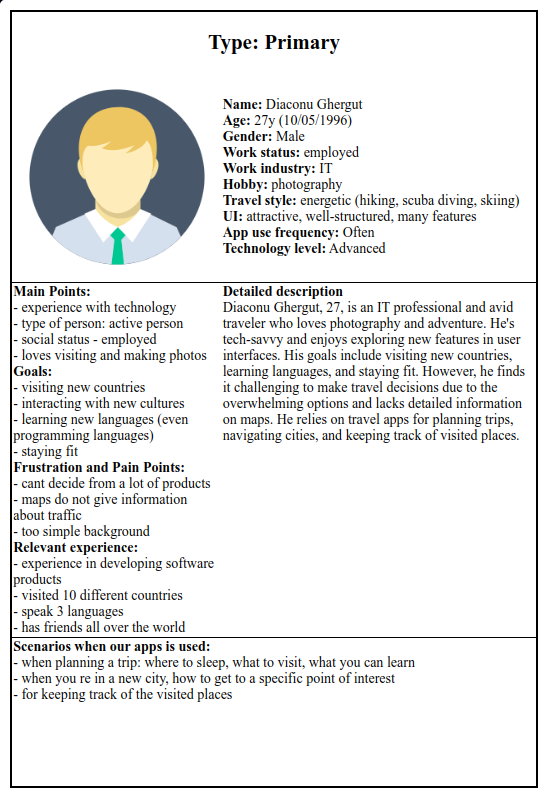 Type: Primary
Name: Diaconu Ghergut
Age: 27y (10/05/1996)
Gender: Male
Work status: employed
Work industry: IT
Hobby: photography
Travel style: energetic (hiking, scuba diving, skiing)
UI: attractive, well-structured, many features
App use frequency: Often
Technology level: Advanced
Main Points:
- experience with technology
- type of person: active person
- social status - employed
- loves visiting and making photos
Goals:
- visiting new countries
- interacting with new cultures
- learning new languages (even
programming languages)
- staying fit
Frustration and Pain Points:
- cant decide from a lot of products
- maps do not give information
about traffic
- too simple background
Relevant experience:
- experience in developing software
products
- visited 10 different countries
- speak 3 languages
- has friends all over the world
Detailed description
Diaconu Ghergut, 27, is an IT professional and avid
traveler who loves photography and adventure. He's
tech-savvy and enjoys exploring new features in user
interfaces. His goals include visiting new countries,
learning languages, and staying fit. However, he finds
it challenging to make travel decisions due to the
overwhelming options and lacks detailed information
on maps. He relies on travel apps for planning trips,
navigating cities, and keeping track of visited places.
Scenarios when our apps is used:
- when planning a trip: where to sleep, what to visit, what you can learn
- when you re in a new city, how to get to a specific point of interest
- for keeping track of the visited places